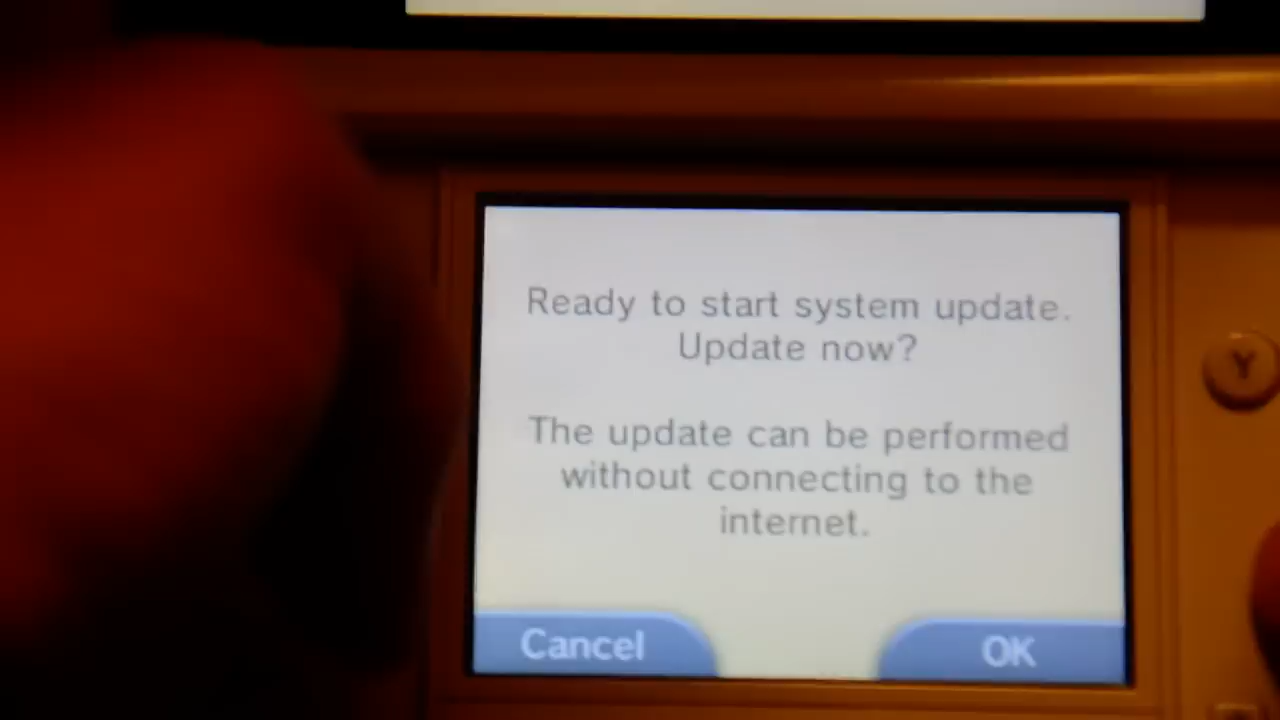 Ready to start system update.
Update now?
The update can be performed
without connecting to the
internet.
Cancel
OK
Y